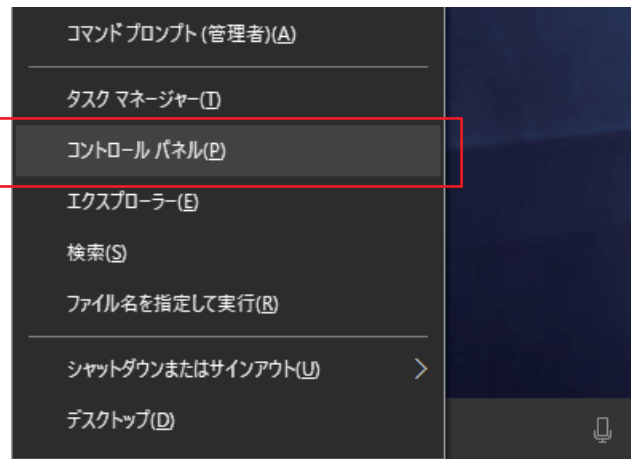 コマンド プロンプト (管理者)(A)
タスク マネージャー(T)
コントロール パネル(P)
エクスプローラー(E)
検索(S)
ファイル名を指定して実行(R)
シャットダウンまたはサインアウト(U)
デスクトップ(D)